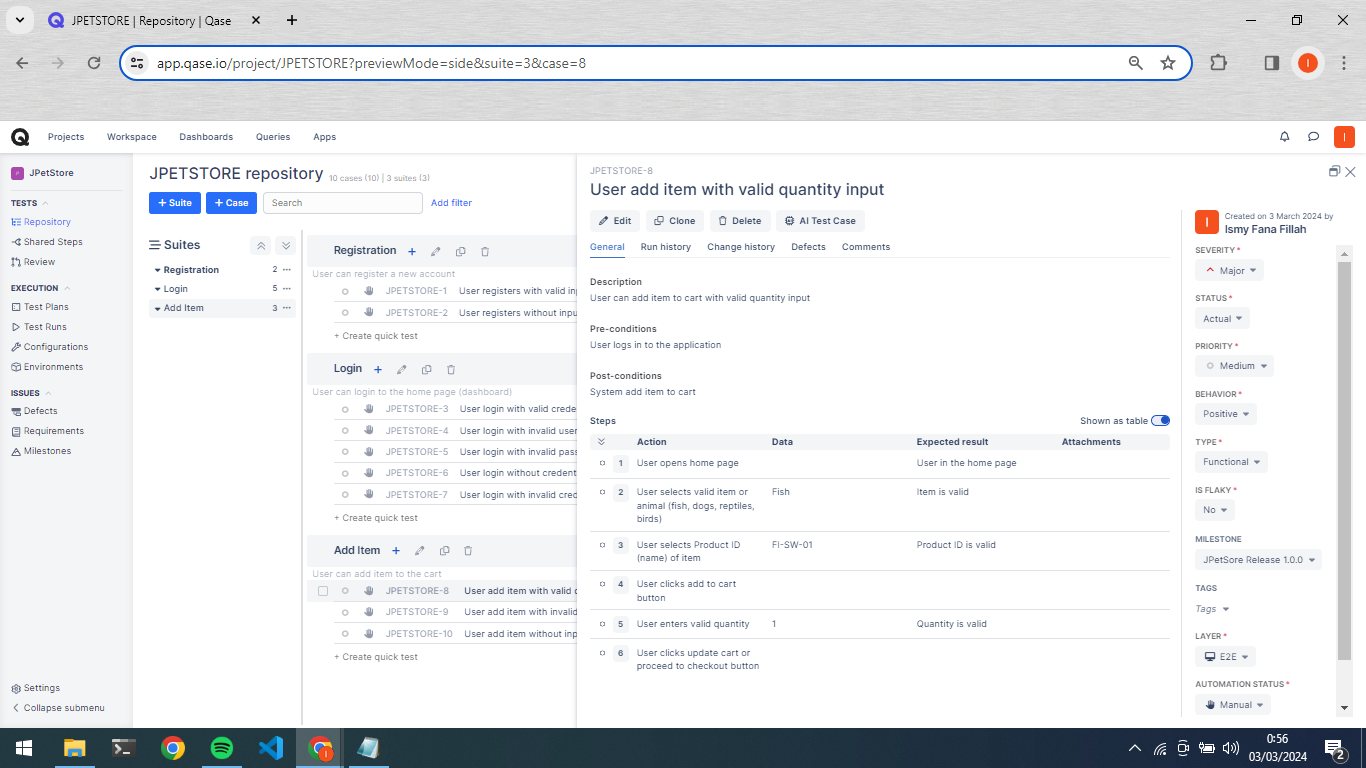 JPETSTORE | Repository | Qase
app.qase.io/project/JPETSTORE?previewMode=side&suite=3&case=8
Projects Workspace Dashboards Queries Apps
I
JPetStore
TESTS
Repository
Shared Steps
Review
EXECUTION
Test Plans
Test Runs
Configurations
Environments
ISSUES
Defects
Requirements
Milestones
Settings
Collapse submenu
JPETSTORE repository 10 cases (10) | 3 suites (3)
+ Suite + Case Search Add filter
Suites
Registration 2
Login 5
Add Item 3
Registration
User can register a new account
JPETSTORE-1 User registers with valid in
JPETSTORE-2 User registers without inpu
+ Create quick test
Login
User can login to the home page (dashboard)
JPETSTORE-3 User login with valid crede
JPETSTORE-4 User login with invalid user
JPETSTORE-5 User login with invalid pass
JPETSTORE-6 User login without credent
JPETSTORE-7 User login with invalid cred
+ Create quick test
Add Item
User can add item to the cart
JPETSTORE-8 User add item with valid
JPETSTORE-9 User add item with invalid
JPETSTORE-10 User add item without inp
+ Create quick test
JPETSTORE-8
User add item with valid quantity input
Edit Clone Delete AI Test Case
General Run history Change history Defects Comments
Description
User can add item to cart with valid quantity input
Pre-conditions
User logs in to the application
Post-conditions
System add item to cart
Steps Shown as table
Action Data Expected result Attachments
1 User opens home page User in the home page
2 User selects valid item or Fish Item is valid
animal (fish, dogs, reptiles,
birds)
3 User selects Product ID FI-SW-01 Product ID is valid
(name) of item
4 User clicks add to cart
button
5 User enters valid quantity 1 Quantity is valid
6 User clicks update cart or
proceed to checkout button
I
Created on 3 March 2024 by
Ismy Fana Fillah
SEVERITY *
Major
STATUS *
Actual
PRIORITY *
Medium
BEHAVIOR *
Positive
TYPE *
Functional
IS FLAKY *
No
MILESTONE
JPetSore Release 1.0.0
TAGS
Tags
LAYER *
E2E
AUTOMATION STATUS *
Manual
0:56
03/03/2024
2